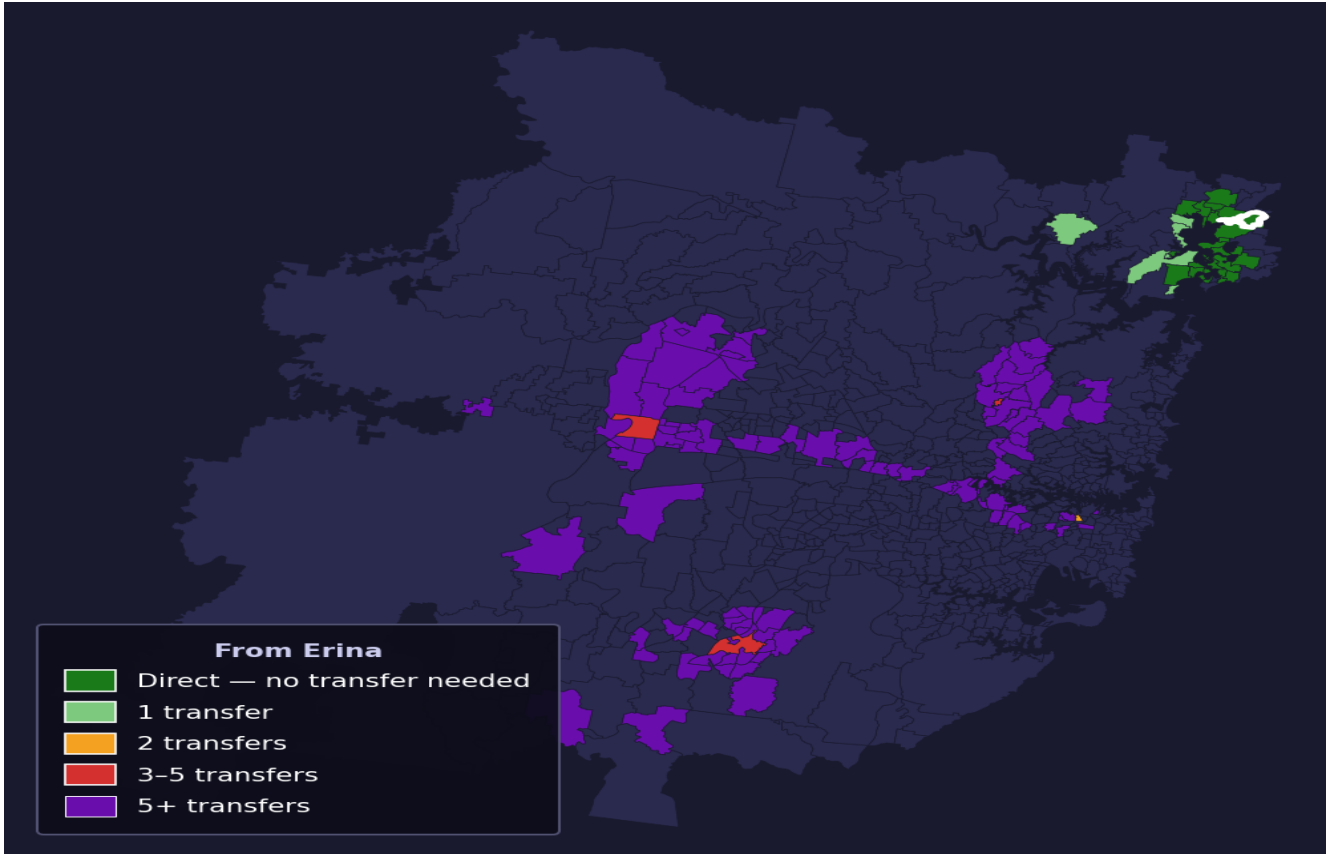 From Erina
Direct — no transfer needed
1 transfer
2 transfers
3–5 transfers
5+ transfers